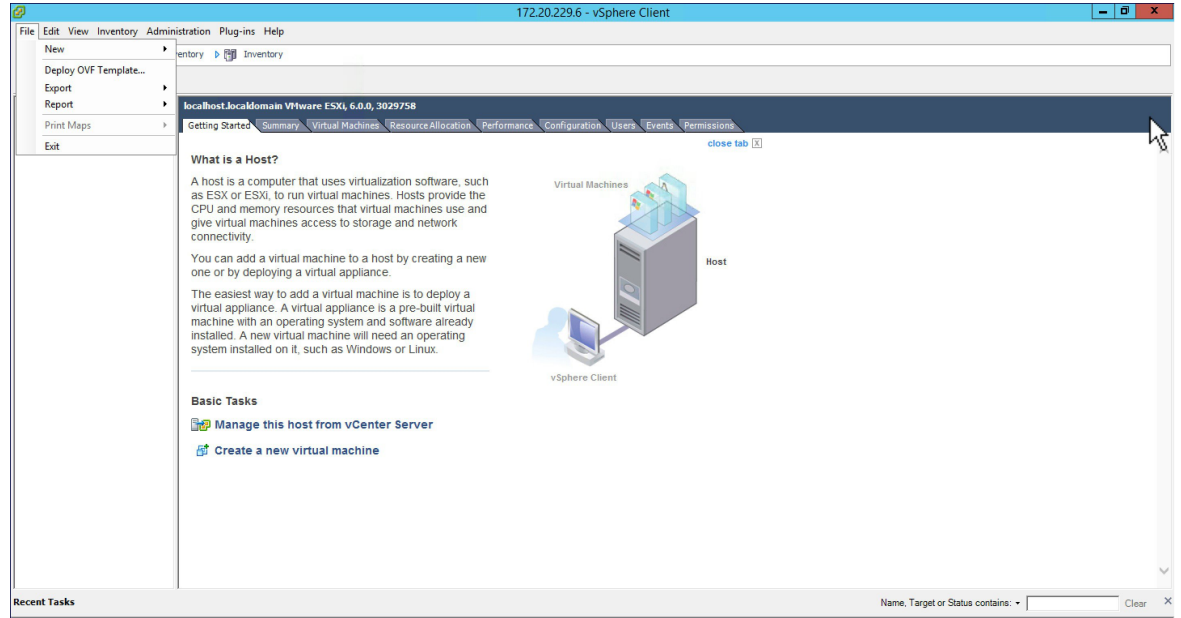 172.20.229.6 - vSphere Client
File Edit View Inventory Administration Plug-ins Help
New
entory Inventory
Deploy OVF Template...
Export
Report
Print Maps
Exit
localhost.localdomain VMware ESXi, 6.0.0, 3029758
Getting Started Summary Virtual Machines Resource Allocation Performance Configuration Users Events Permissions
close tab X
What is a Host?
A host is a computer that uses virtualization software, such
as ESX or ESXi, to run virtual machines. Hosts provide the
CPU and memory resources that virtual machines use and
give virtual machines access to storage and network
connectivity.
You can add a virtual machine to a host by creating a new
one or by deploying a virtual appliance.
The easiest way to add a virtual machine is to deploy a
virtual appliance. A virtual appliance is a pre-built virtual
machine with an operating system and software already
installed. A new virtual machine will need an operating
system installed on it, such as Windows or Linux.
Virtual Machines
Host
vSphere Client
Basic Tasks
Manage this host from vCenter Server
Create a new virtual machine
Recent Tasks
Name, Target or Status contains:
Clear